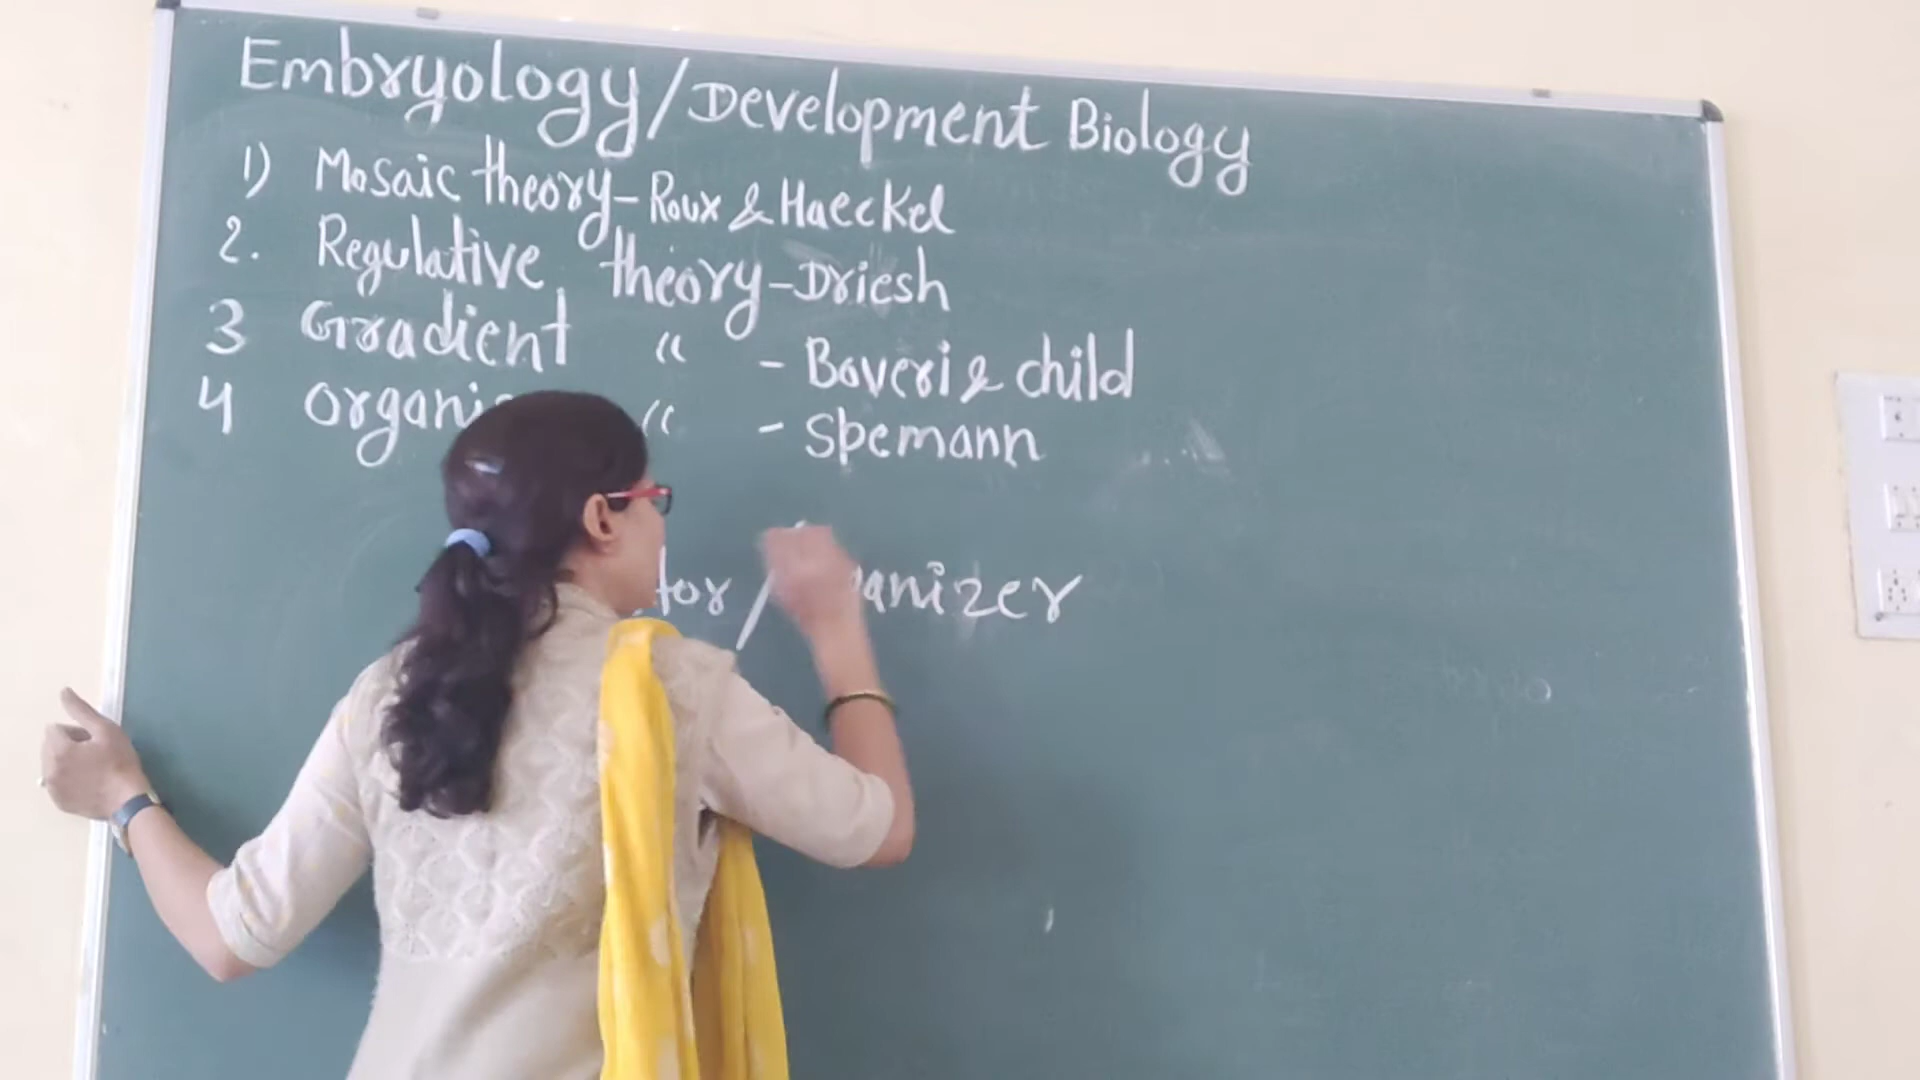 Embryology/Development Biology
1) Mosaic theory-Roux & Haeckel
2. Regulative theory-Driesh
3 Gradient " - Boveri & child
4 " - Spemann